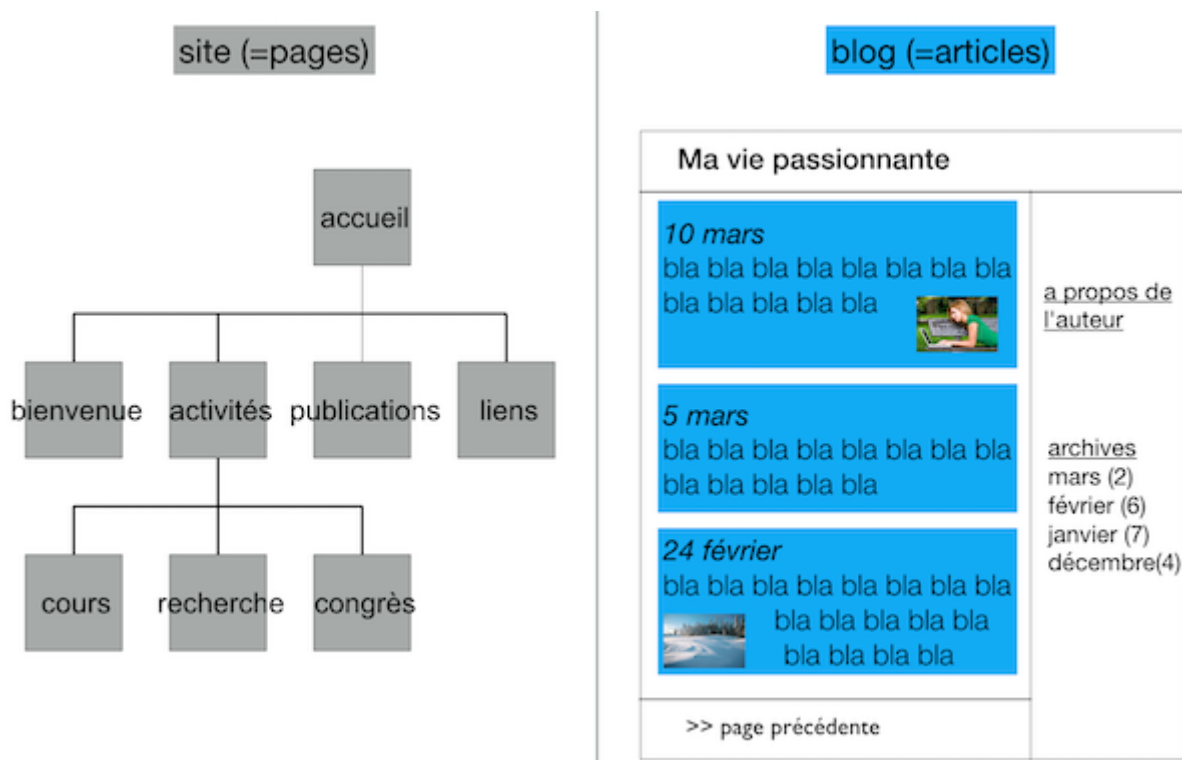 site (=pages)
accueil
bienvenue
activités
publications
liens
cours
recherche
congrès
blog (=articles)
Ma vie passionnante
10 mars
bla bla bla bla bla bla bla bla
bla bla bla bla bla
5 mars
bla bla bla bla bla bla bla bla
bla bla bla bla bla
24 février
bla bla bla bla bla bla bla bla
bla bla bla bla bla
bla bla bla bla
>> page précédente
a propos de
l'auteur
archives
mars (2)
février (6)
janvier (7)
décembre(4)